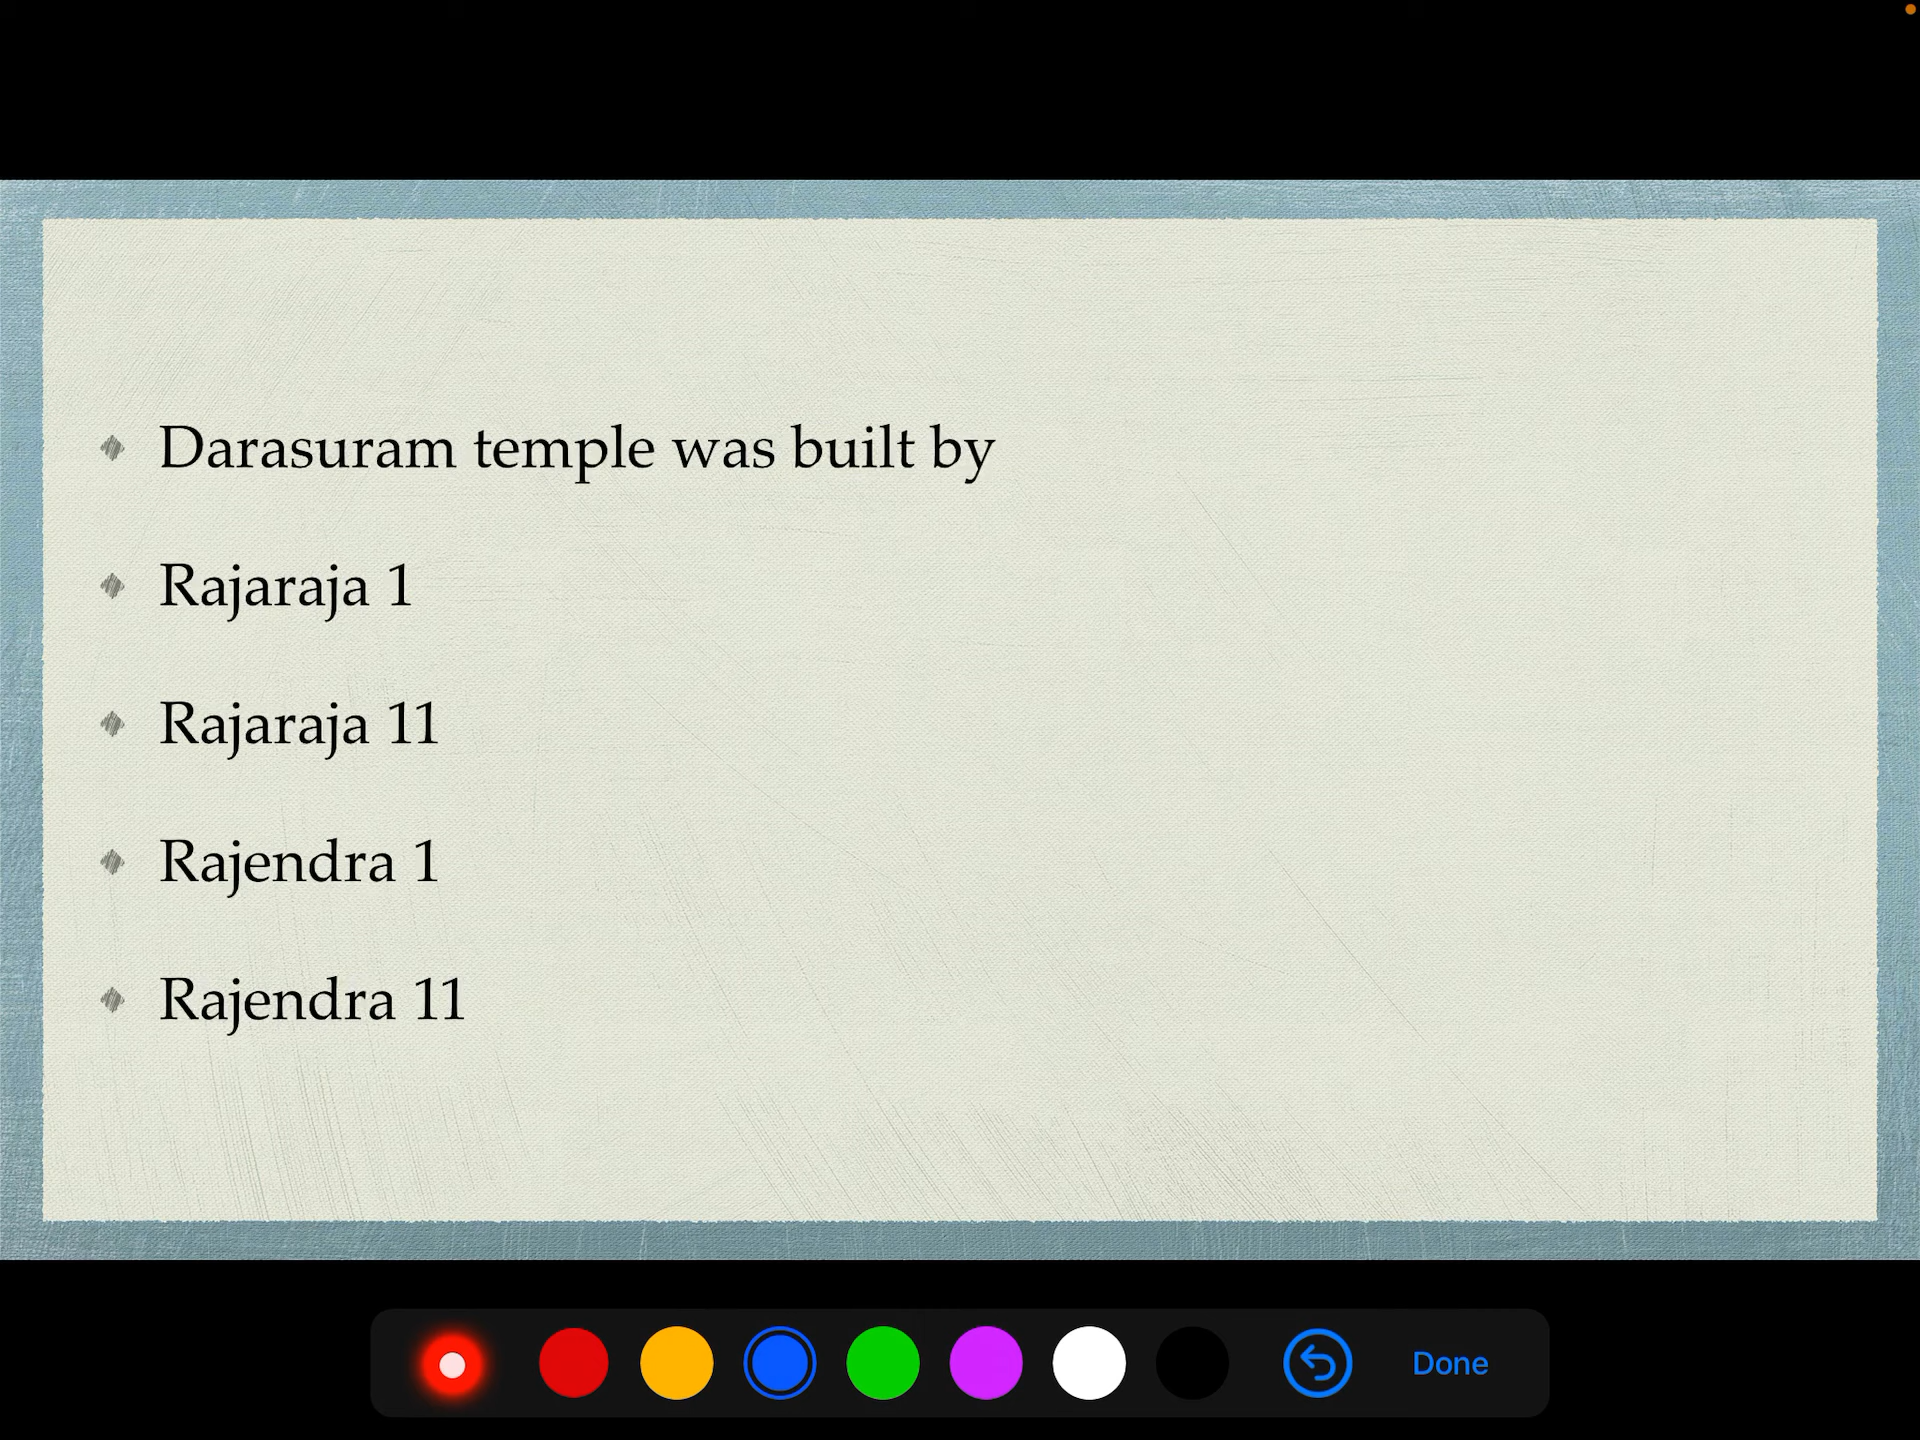 Darasuram temple was built by
Rajaraja 1
Rajaraja 11
Rajendra 1
Rajendra 11
Done